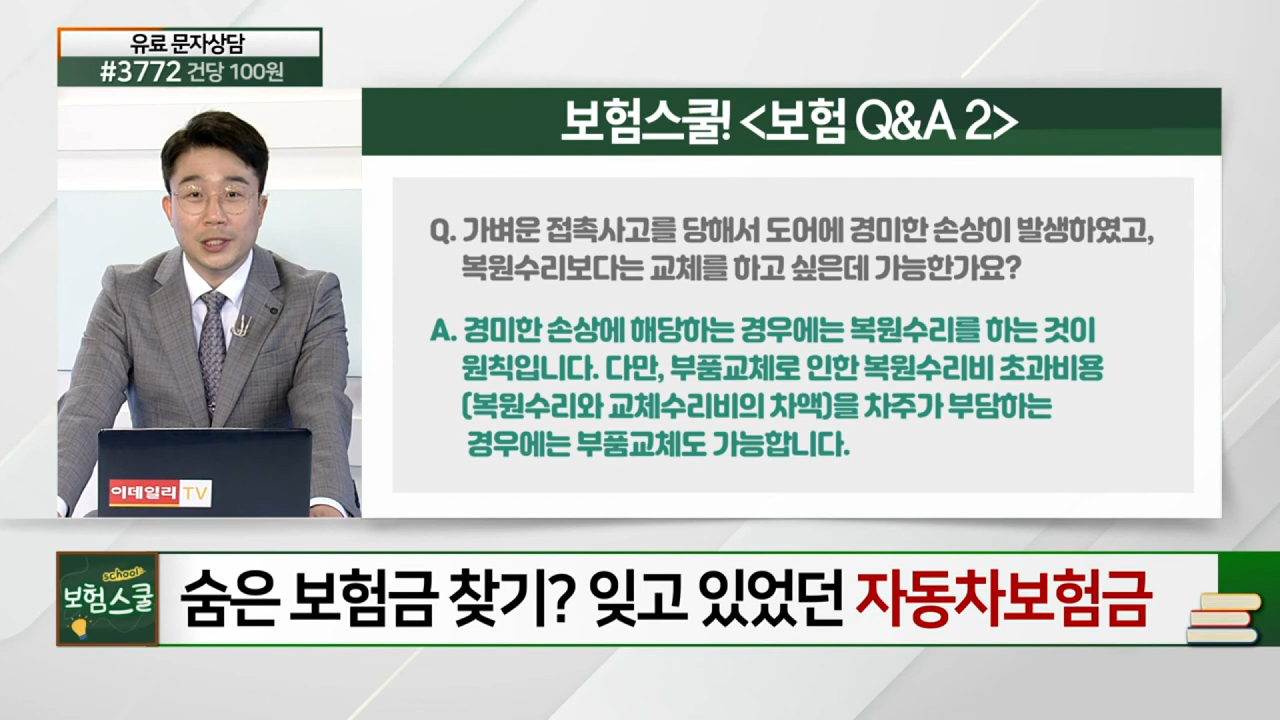 유료 문자상담
#3772 건당 100원
보험스쿨! <보험 Q&A 2>
Q. 가벼운 접촉사고를 당해서 도어에 경미한 손상이 발생하였고,
복원수리보다는 교체를 하고 싶은데 가능한가요?
A. 경미한 손상에 해당하는 경우에는 복원수리를 하는 것이
원칙입니다. 다만, 부품교체로 인한 복원수리비 초과비용
(복원수리와 교체수리비의 차액)을 차주가 부담하는
경우에는 부품교체도 가능합니다.
이데일리 TV
school
보험스쿨
숨은 보험금 찾기? 잊고 있었던 자동차보험금